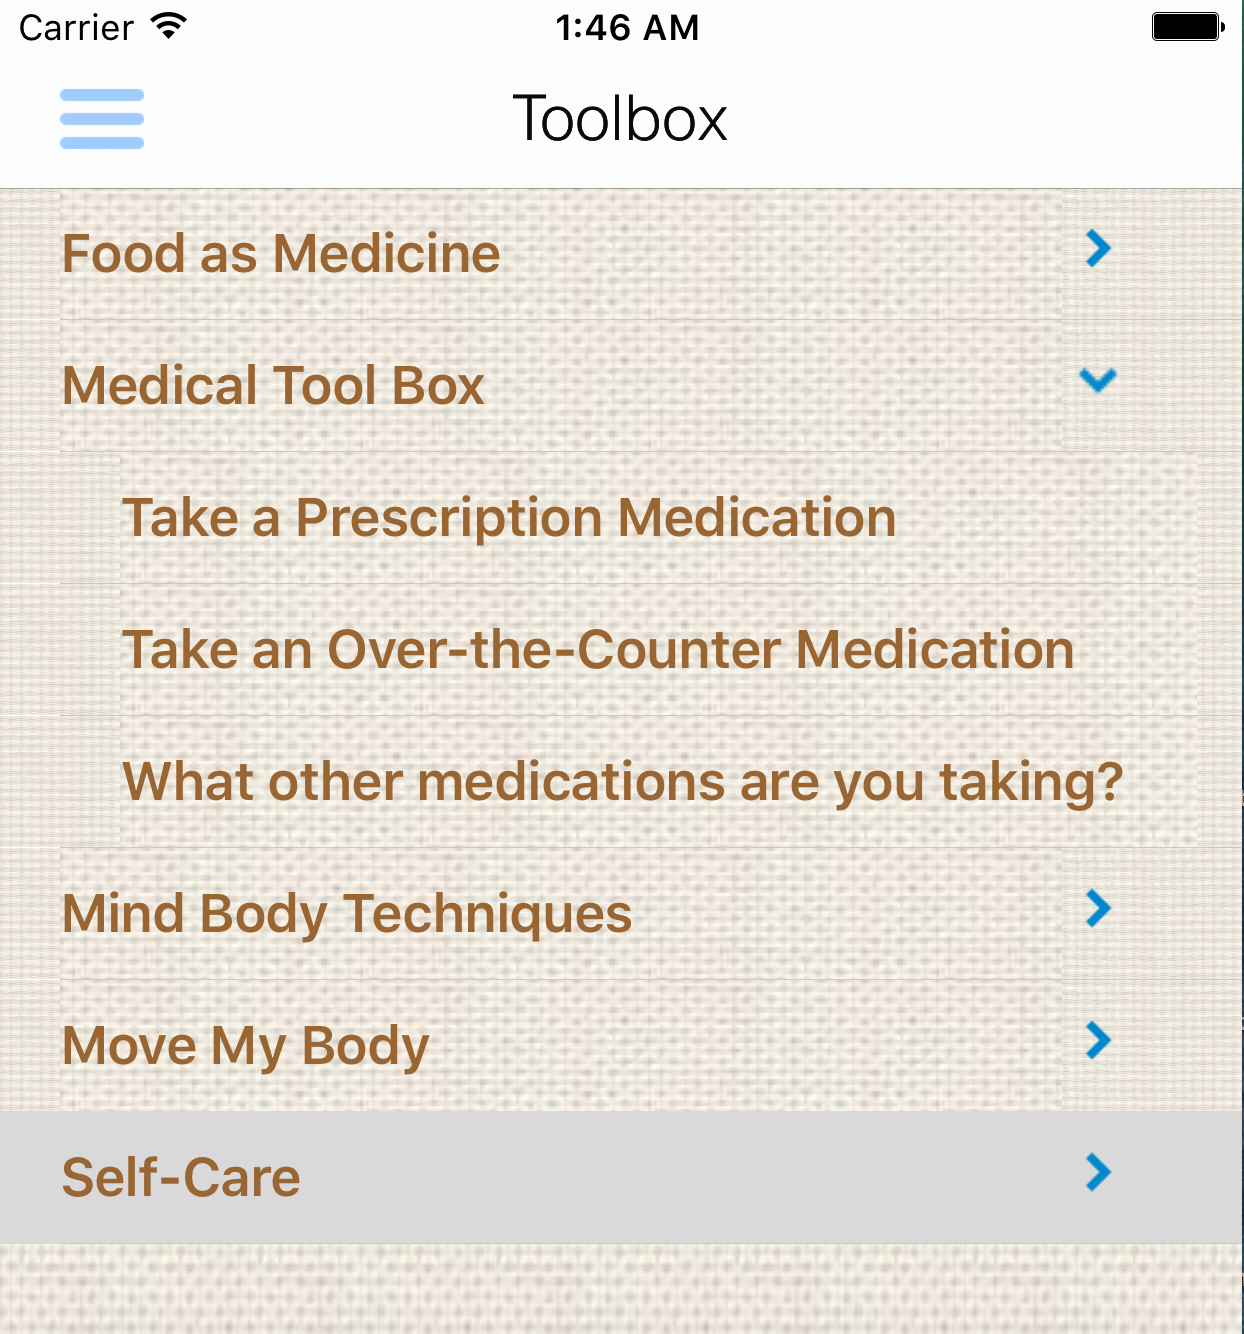 Carrier 1:46 AM
Toolbox
Food as Medicine
Medical Tool Box
Take a Prescription Medication
Take an Over-the-Counter Medication
What other medications are you taking?
Mind Body Techniques
Move My Body
Self-Care